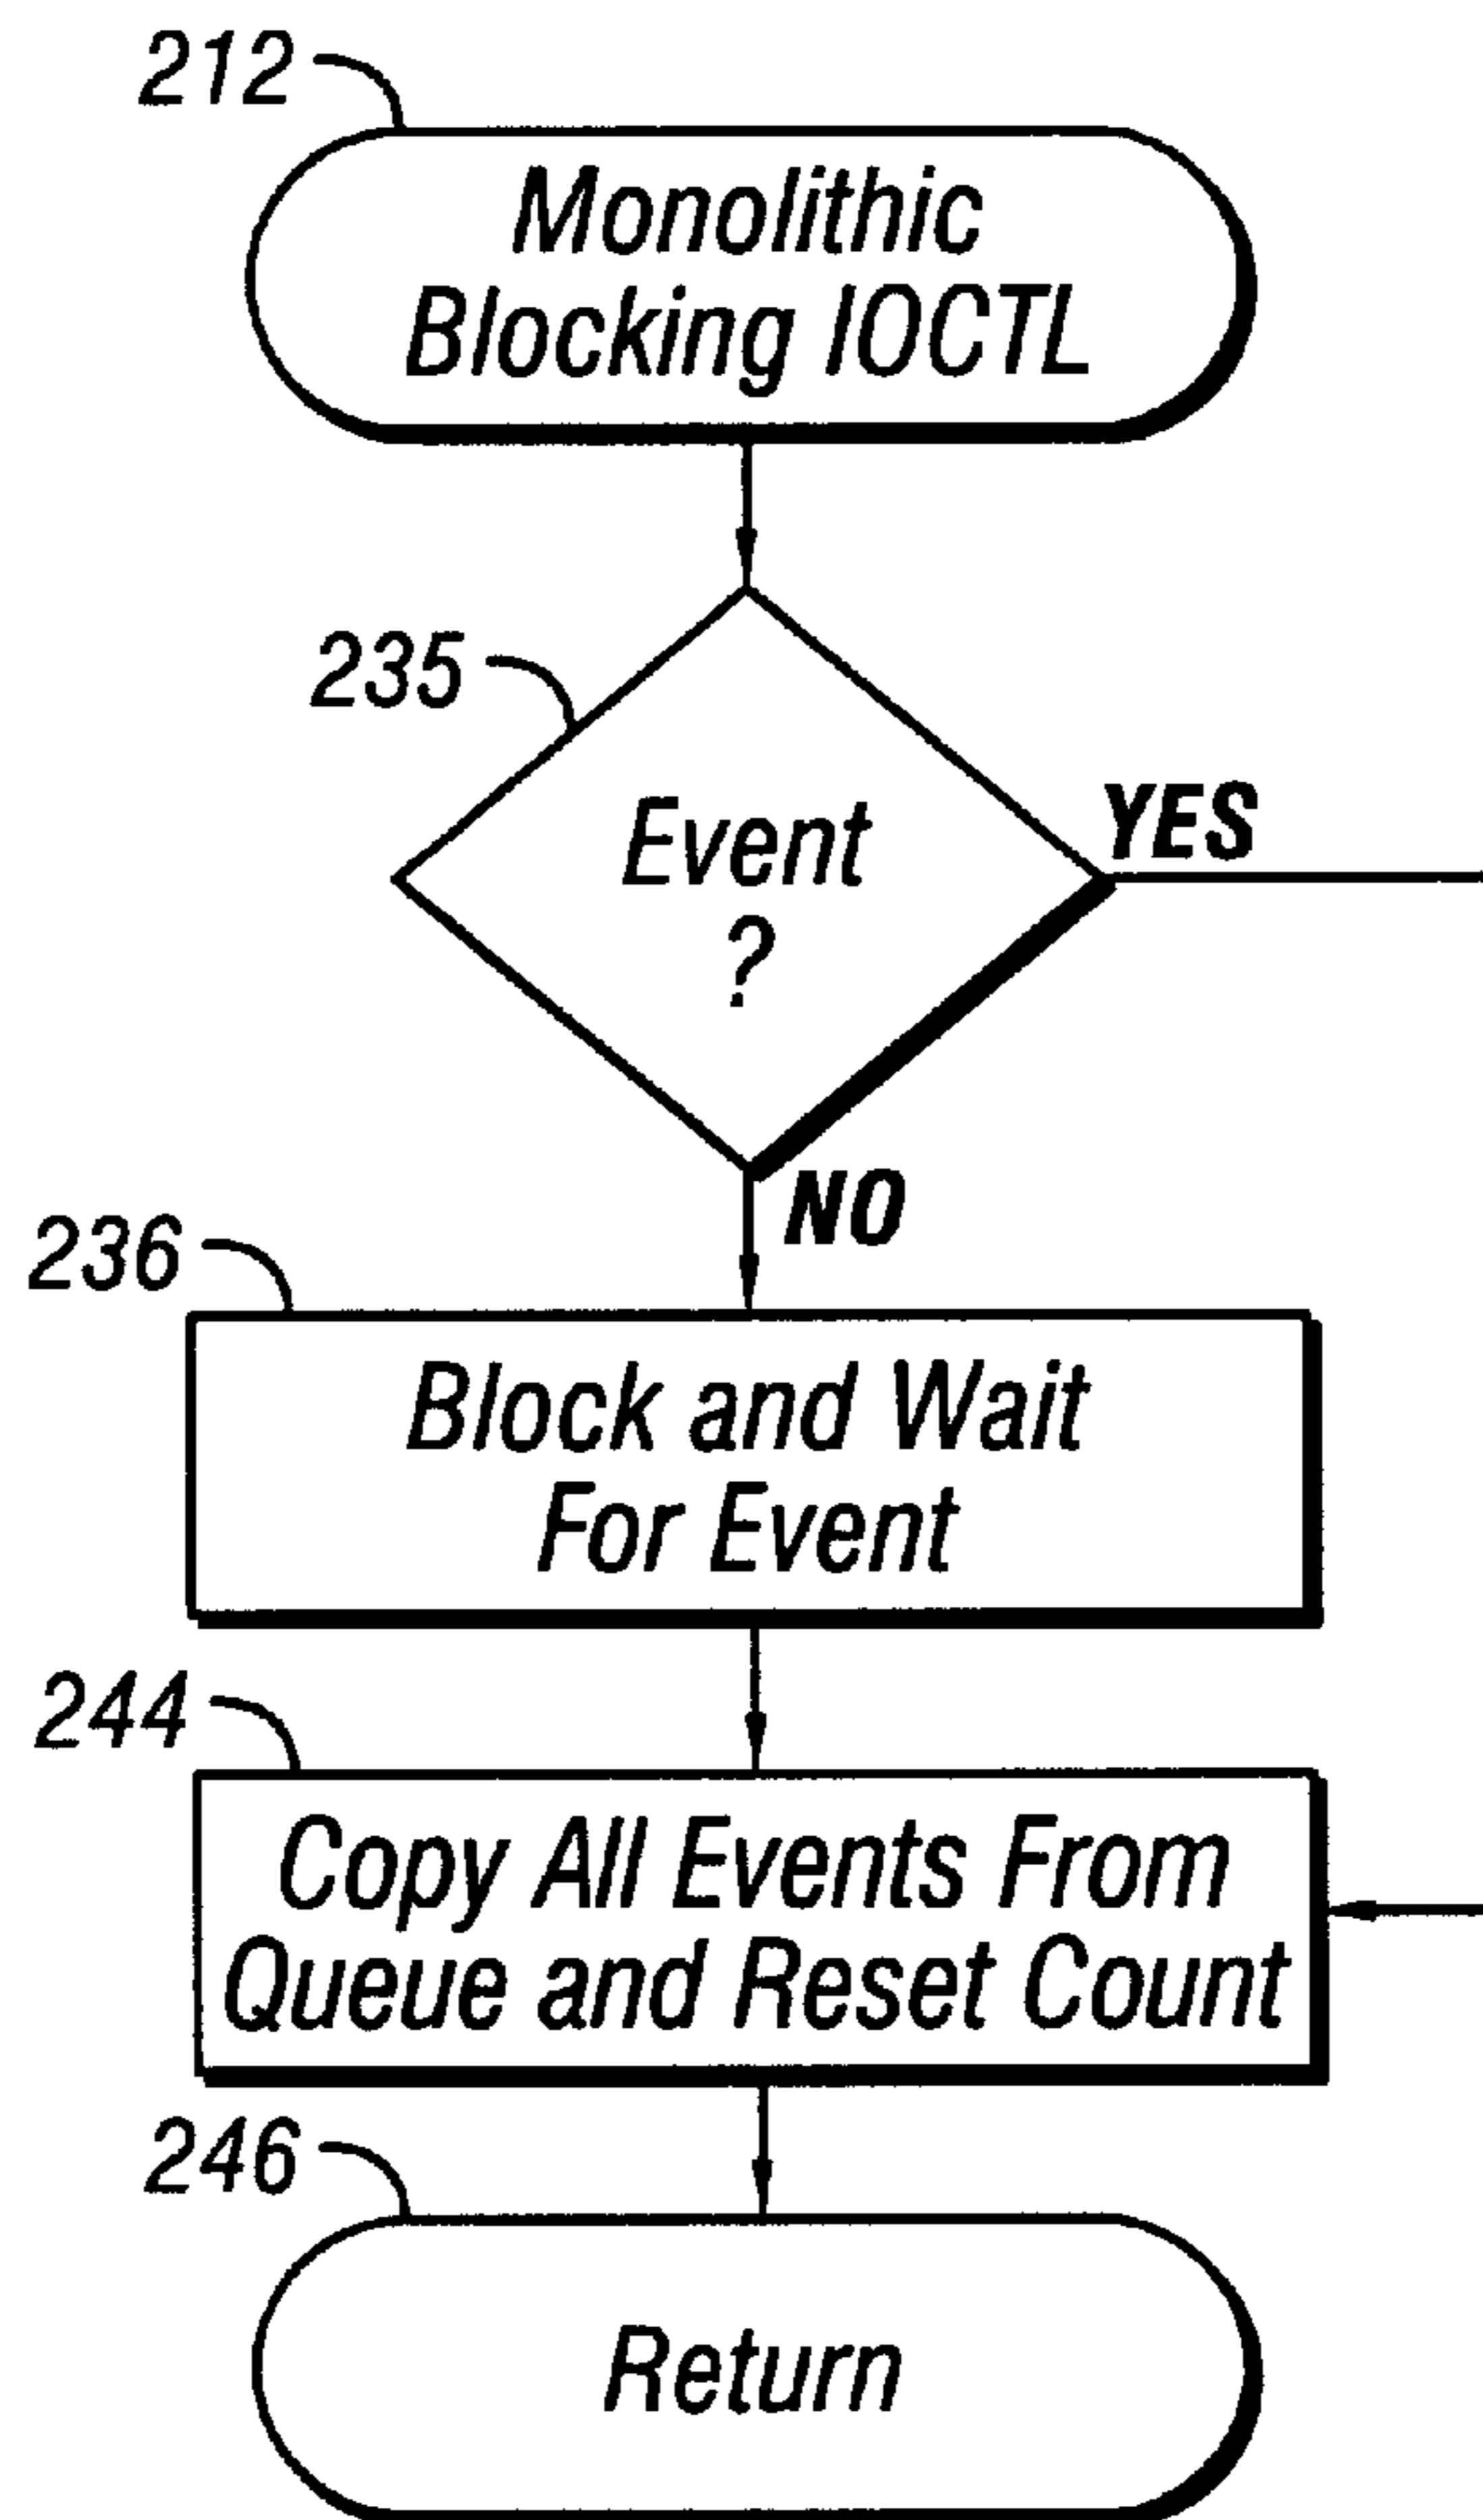 212
Monolithic
Blocking IOCTL
235
Event
?
YES
NO
236
Block and Wait
For Event
244
Copy All Events From
Queue and Reset Count
246
Return